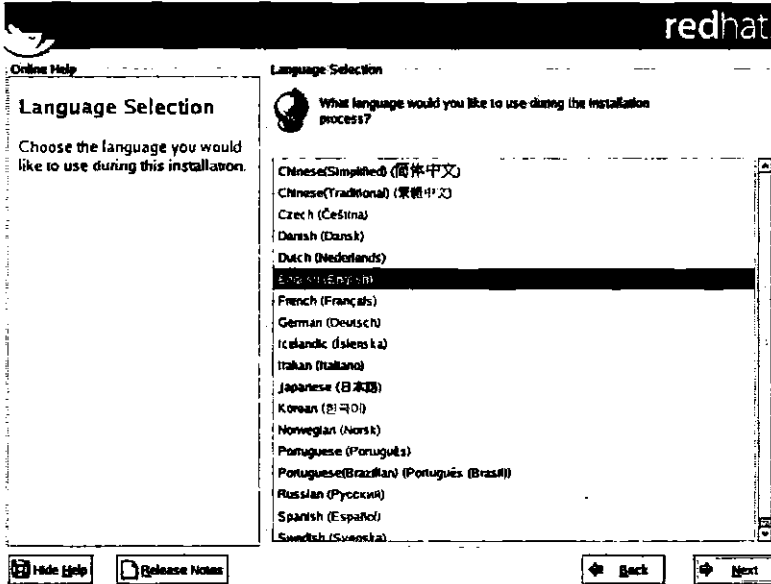 redhat
Online Help
Language Selection
Language Selection
What language would you like to use during the installation
process?
Choose the language you would
like to use during this installation.
Chinese(Simplified) (简体中文)
Chinese(Traditional) (繁體中文)
Czech (Čeština)
Danish (Dansk)
Dutch (Nederlands)
English (English)
French (Français)
German (Deutsch)
Icelandic (Íslenska)
Italian (Italiano)
Japanese (日本語)
Korean (한국어)
Norwegian (Norsk)
Portuguese (Português)
Portuguese(Brazilian) (Português (Brasil))
Russian (Русский)
Spanish (Español)
Swedish (Svenska)
Hide Help
Release Notes
Back
Next